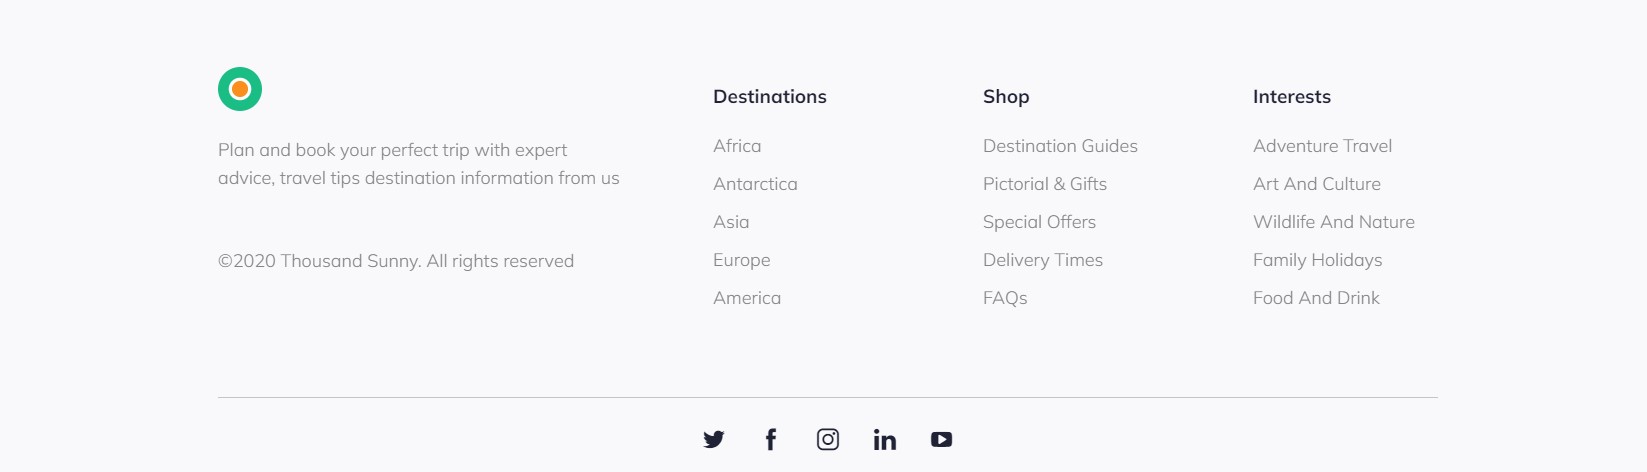 Plan and book your perfect trip with expert
advice, travel tips destination information from us
©2020 Thousand Sunny. All rights reserved
Destinations
Africa
Antarctica
Asia
Europe
America
Shop
Destination Guides
Pictorial & Gifts
Special Offers
Delivery Times
FAQs
Interests
Adventure Travel
Art And Culture
Wildlife And Nature
Family Holidays
Food And Drink